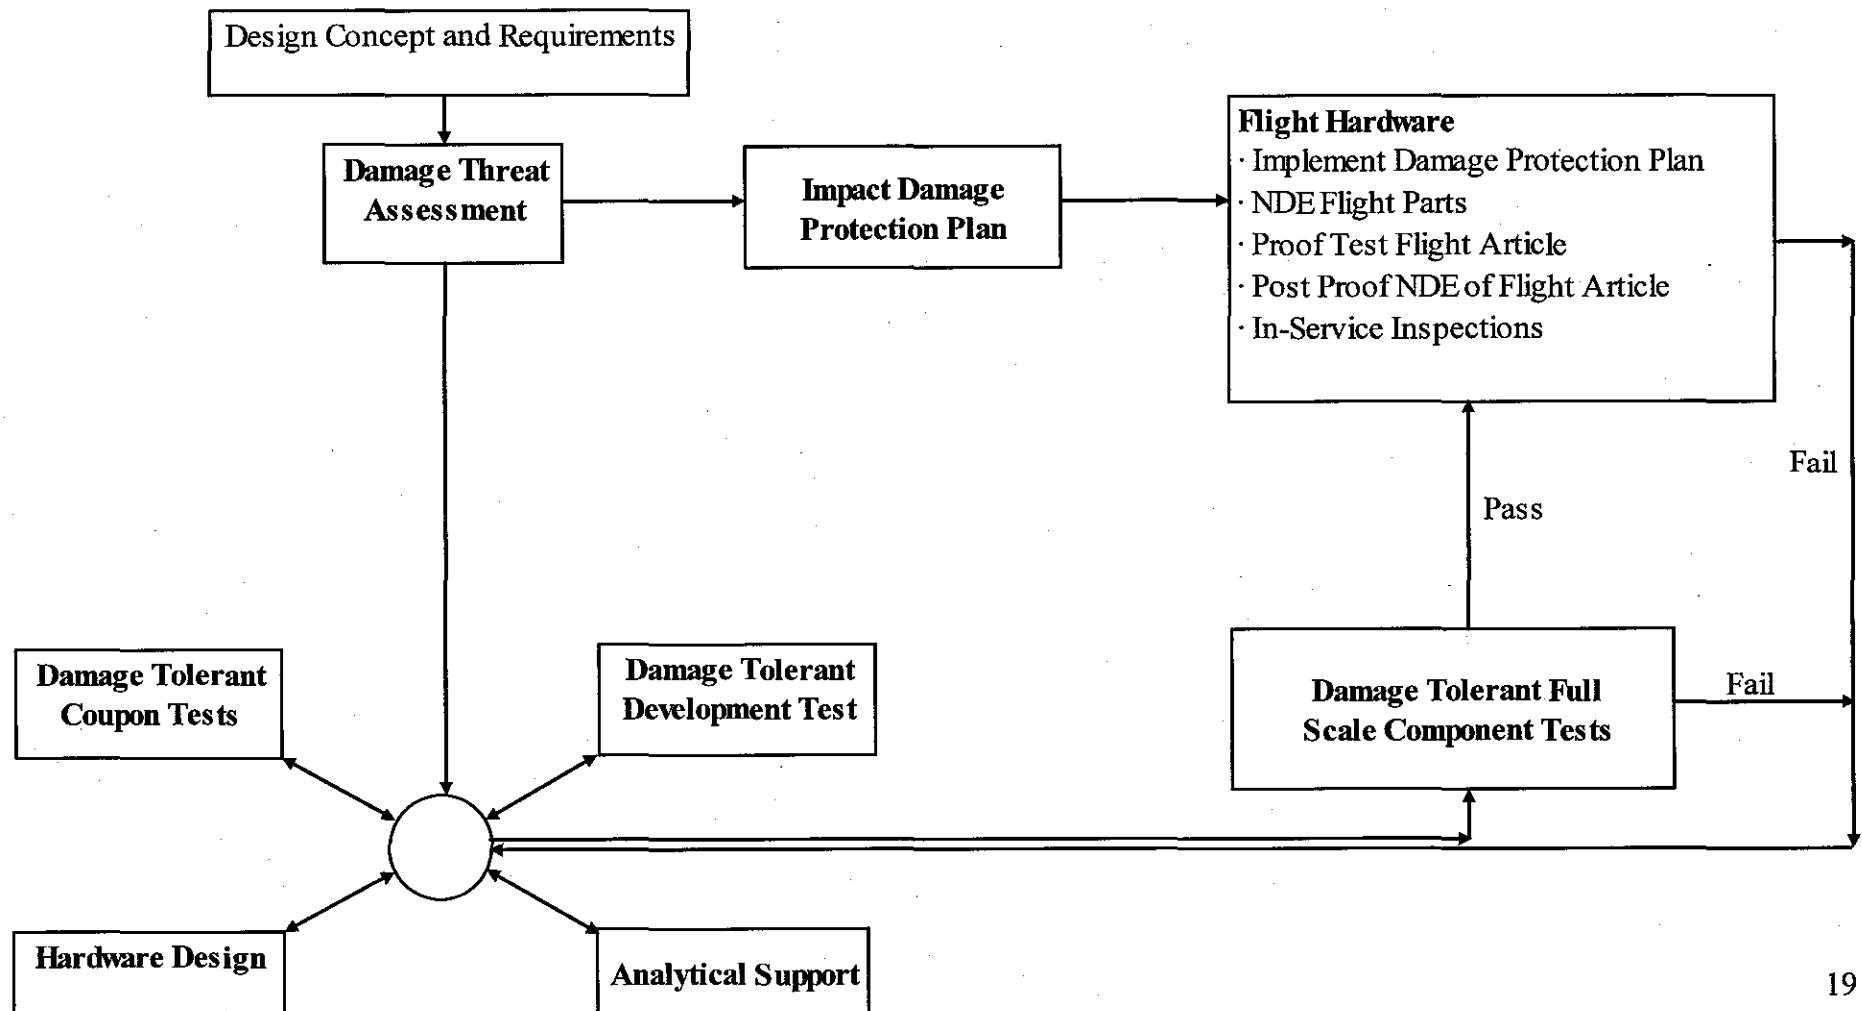 Design Concept and Requirements
Damage Threat
Assessment
Impact Damage
Protection Plan
Flight Hardware
· Implement Damage Protection Plan
· NDE Flight Parts
· Proof Test Flight Article
· Post Proof NDE of Flight Article
· In-Service Inspections
Fail
Pass
Damage Tolerant
Coupon Tests
Damage Tolerant
Development Test
Damage Tolerant Full
Scale Component Tests
Fail
Hardware Design
Analytical Support
19